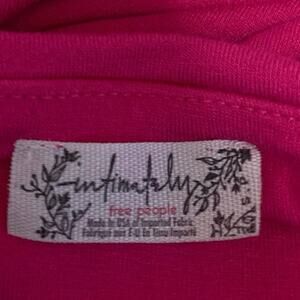 intimately
free people
Made in USA of Imported Fabric
Fabriqué aux É-U En Tissu Importé